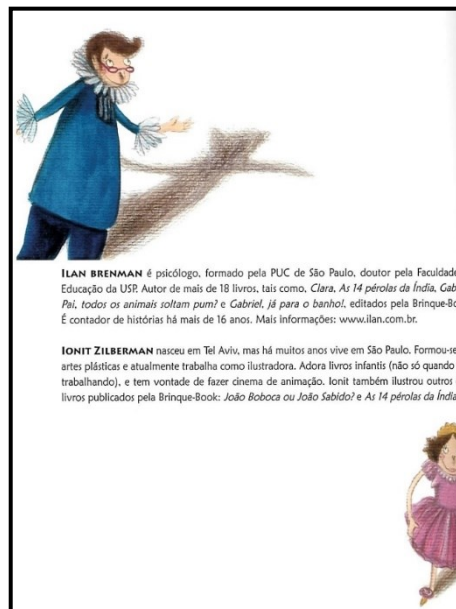 ILAN BRENMAN é psicólogo, formado pela PUC de São Paulo, doutor pela Faculdade
Educação da USP. Autor de mais de 18 livros, tais como, Clara, As 14 pérolas da Índia, Gab
Pai, todos os animais soltam pum? e Gabriel, já para o banho!, editados pela Brinque-Bo
É contador de histórias há mais de 16 anos. Mais informações: www.ilan.com.br.
IONIT ZILBERMAN nasceu em Tel Aviv, mas há muitos anos vive em São Paulo. Formou-se
artes plásticas e atualmente trabalha como ilustradora. Adora livros infantis (não só quando
trabalhando), e tem vontade de fazer cinema de animação. Ionit também ilustrou outros
livros publicados pela Brinque-Book: João Boboca ou João Sabido? e As 14 pérolas da Índia